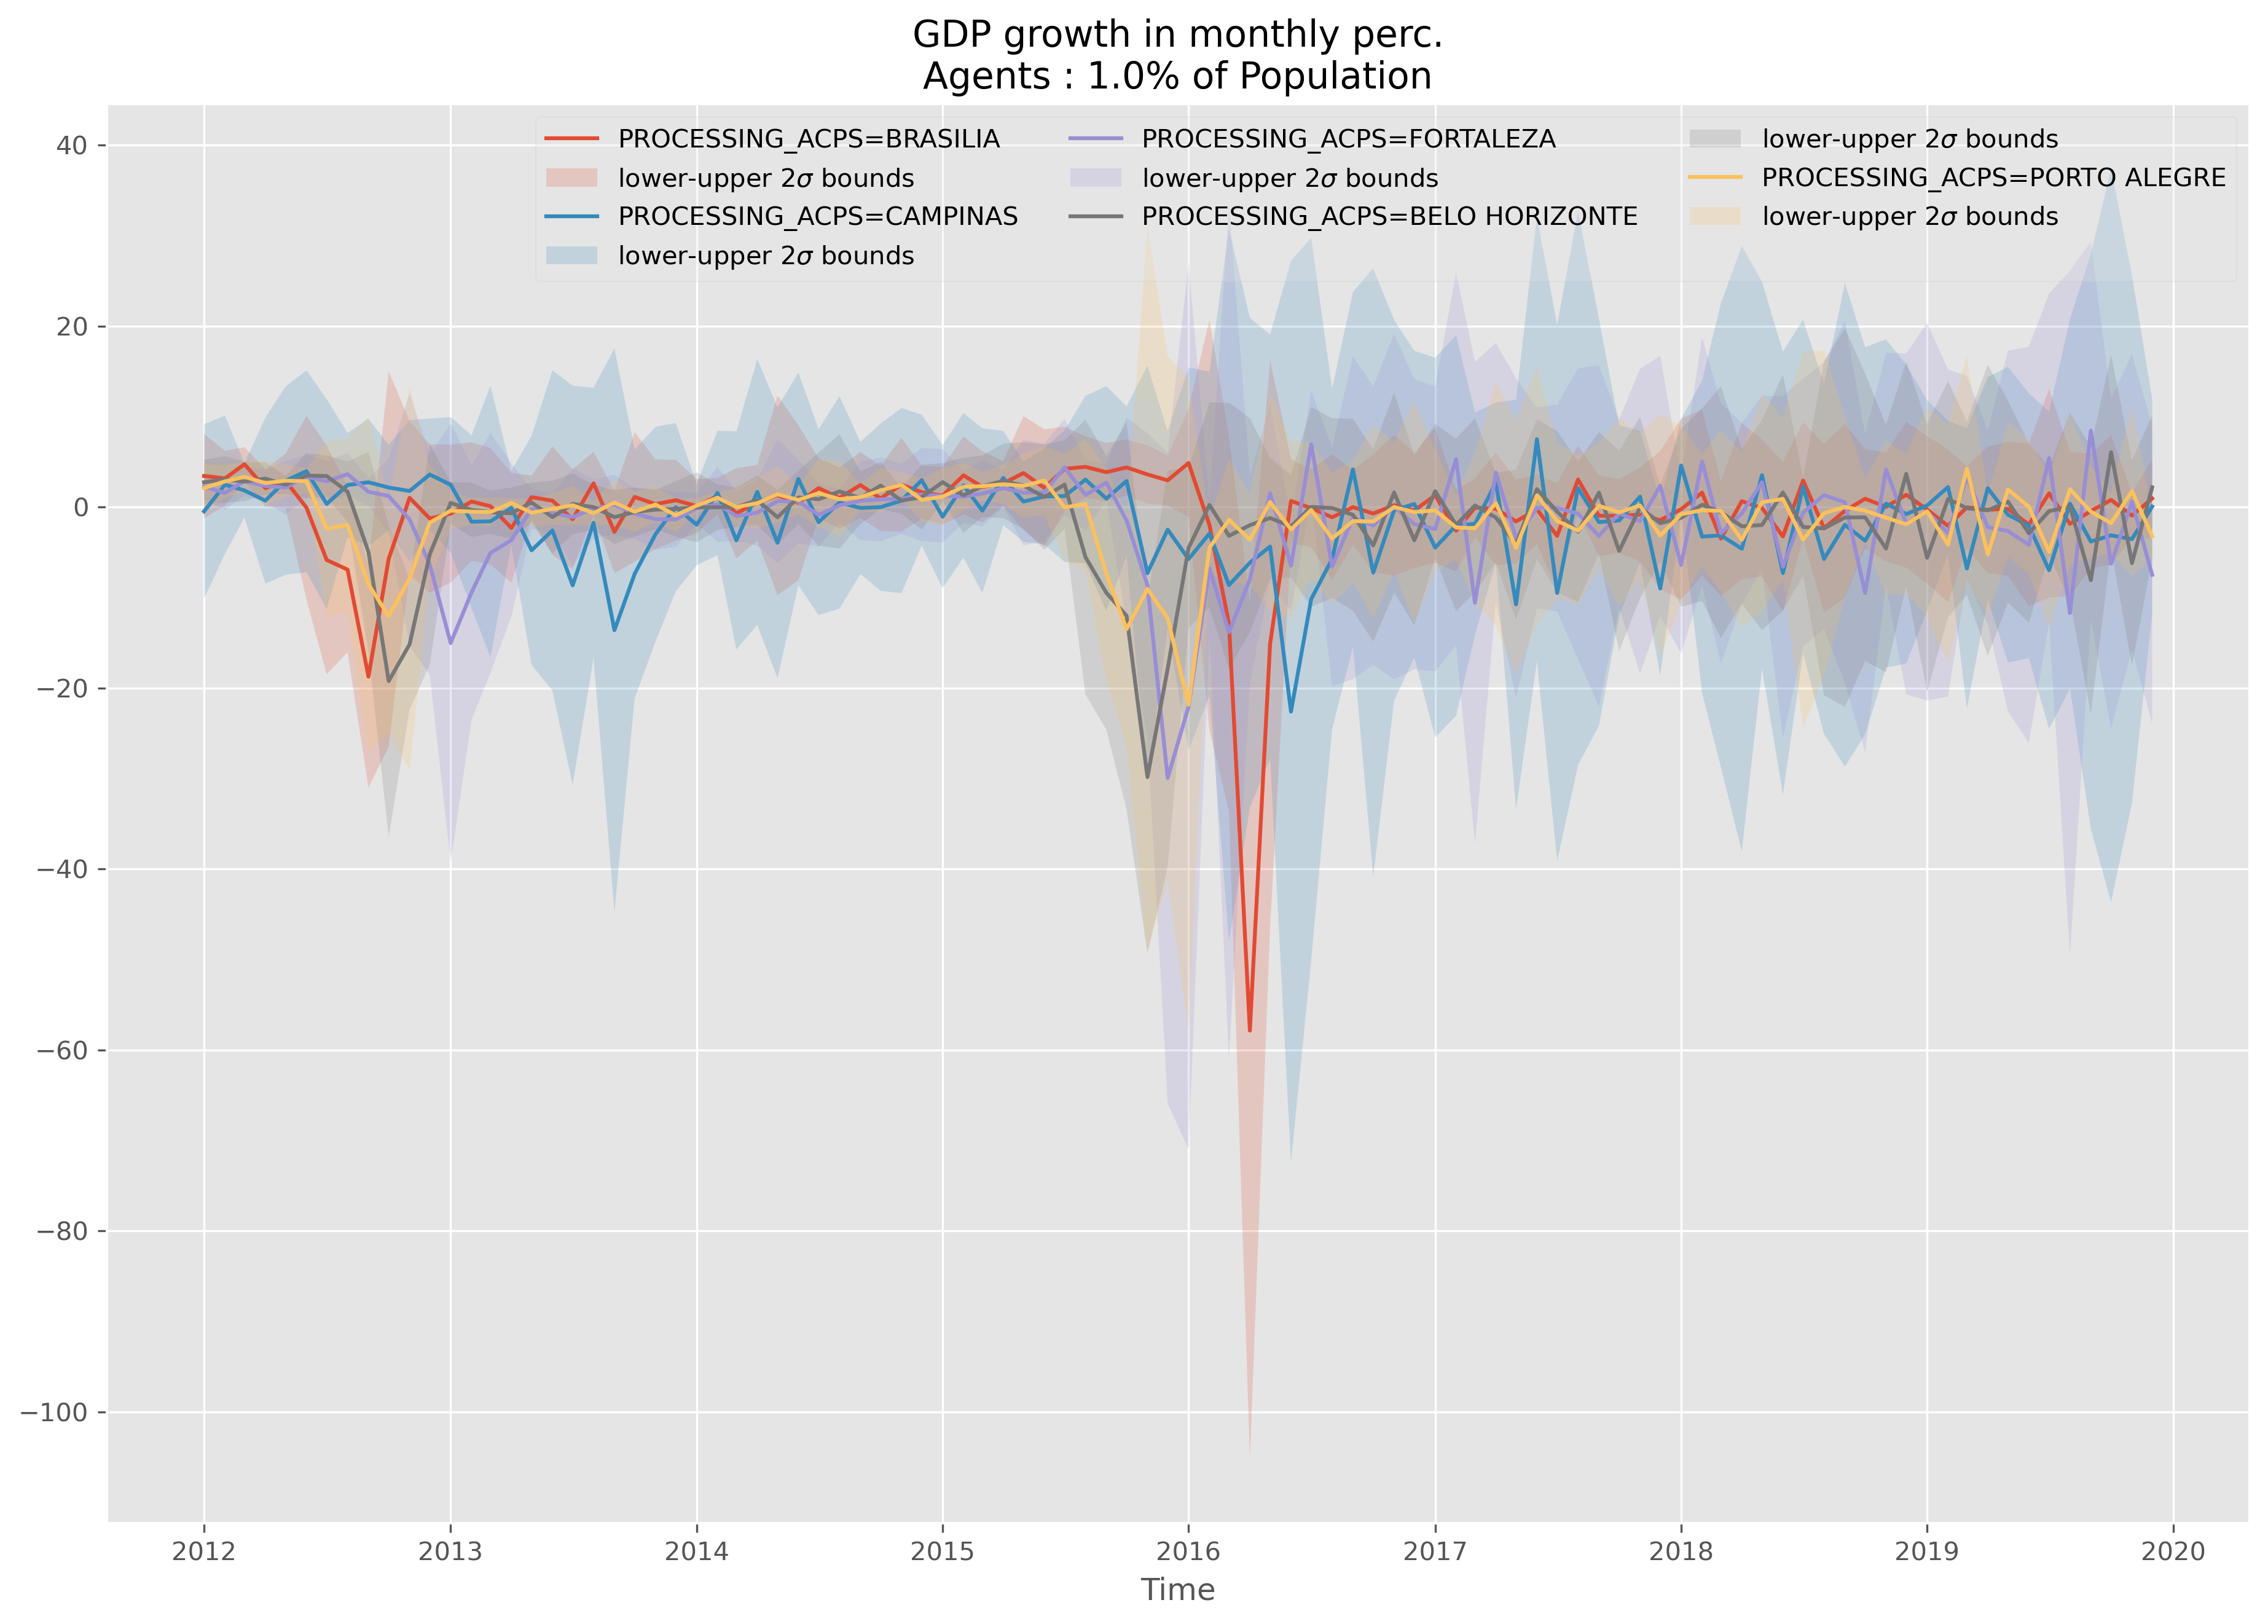 GDP growth in monthly perc.
Agents : 1.0% of Population
PROCESSING_ACPS=BRASILIA
lower-upper 2σ bounds
PROCESSING_ACPS=CAMPINAS
lower-upper 2σ bounds
PROCESSING_ACPS=FORTALEZA
lower-upper 2σ bounds
PROCESSING_ACPS=BELO HORIZONTE
lower-upper 2σ bounds
PROCESSING_ACPS=PORTO ALEGRE
lower-upper 2σ bounds
40
20
0
−20
−40
−60
−80
−100
2012 2013 2014 2015 2016 2017 2018 2019 2020
Time